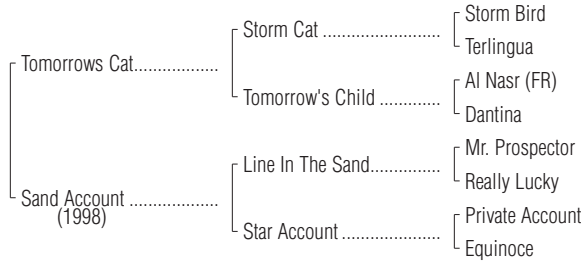 Storm Bird
Storm Cat ..........................
Terlingua
Tomorrows Cat..................
Al Nasr (FR)
Tomorrow's Child .............
Dantina
Mr. Prospector
Line In The Sand...............
Really Lucky
Sand Account ...................
(1998)
Private Account
Star Account .....................
Equinoce